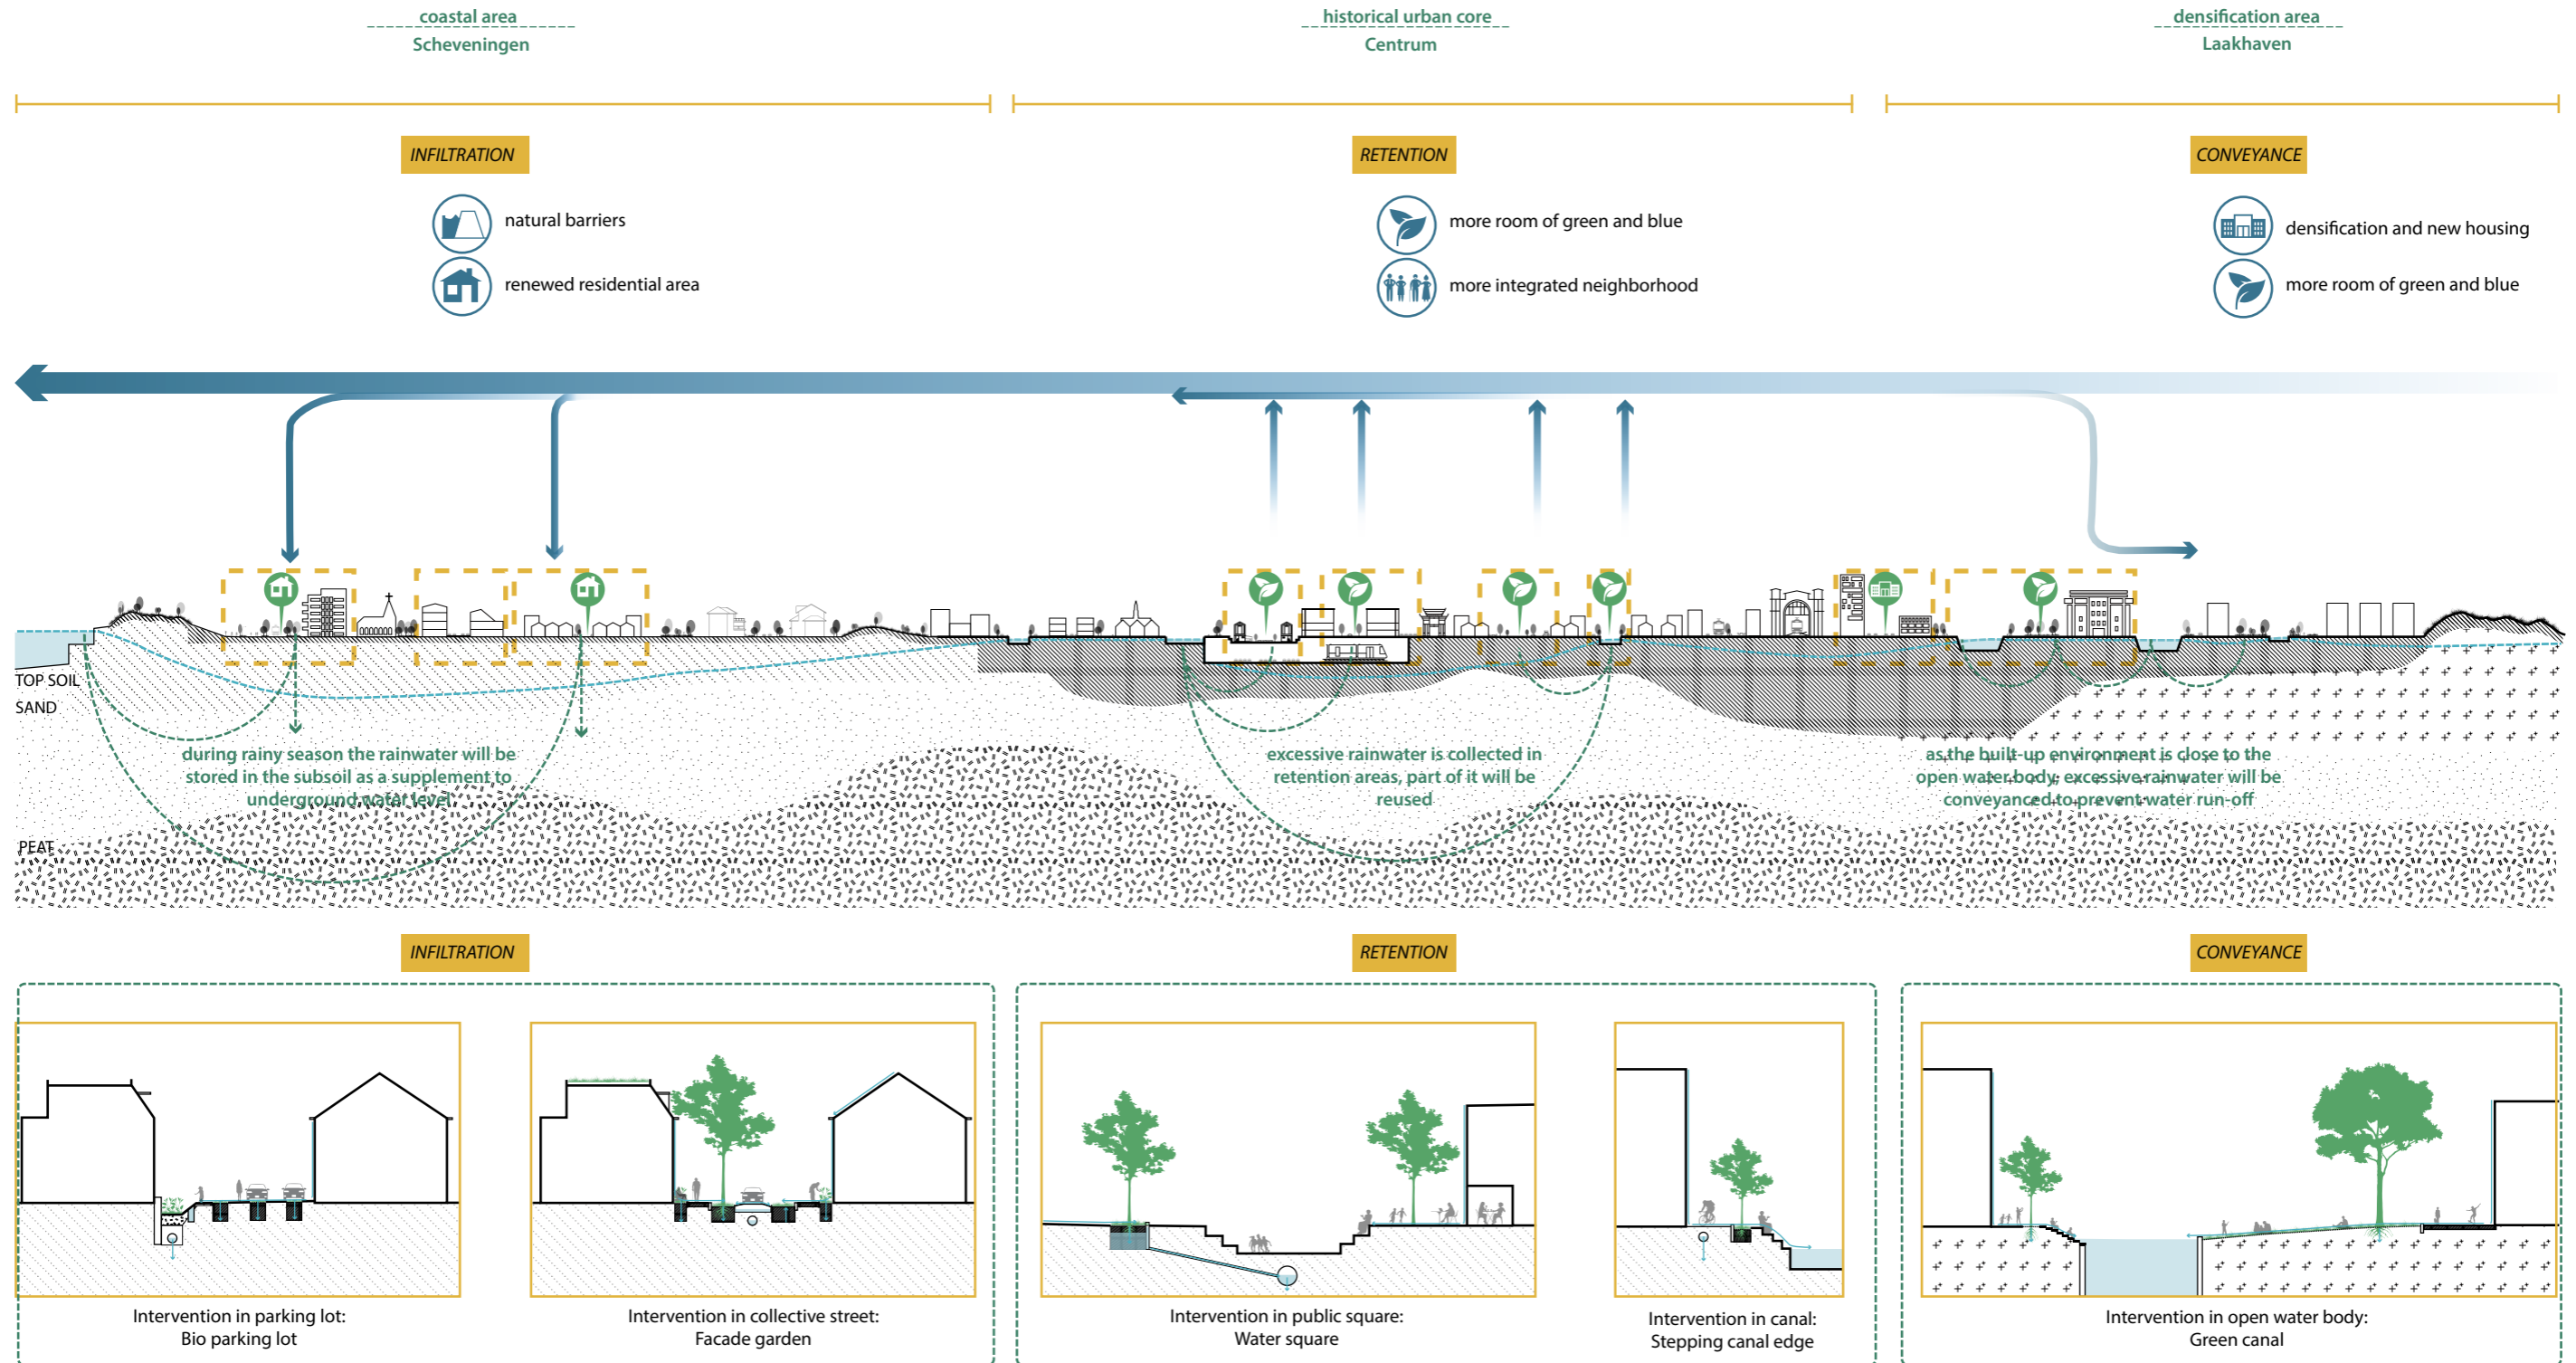 coastal area
Scheveningen
historical urban core
Centrum
densification area
Laakhaven
INFILTRATION
RETENTION
CONVEYANCE
natural barriers
renewed residential area
more room of green and blue
more integrated neighborhood
densification and new housing
more room of green and blue
TOP SOIL
SAND
PEAT
during rainy season the rainwater will be
stored in the subsoil as a supplement to
underground water level
excessive rainwater is collected in
retention areas, part of it will be
reused
as the built-up environment is close to the
open water body, excessive rainwater will be
conveyanced to prevent water run-off
INFILTRATION
RETENTION
CONVEYANCE
Intervention in parking lot:
Bio parking lot
Intervention in collective street:
Facade garden
Intervention in public square:
Water square
Intervention in canal:
Stepping canal edge
Intervention in open water body:
Green canal